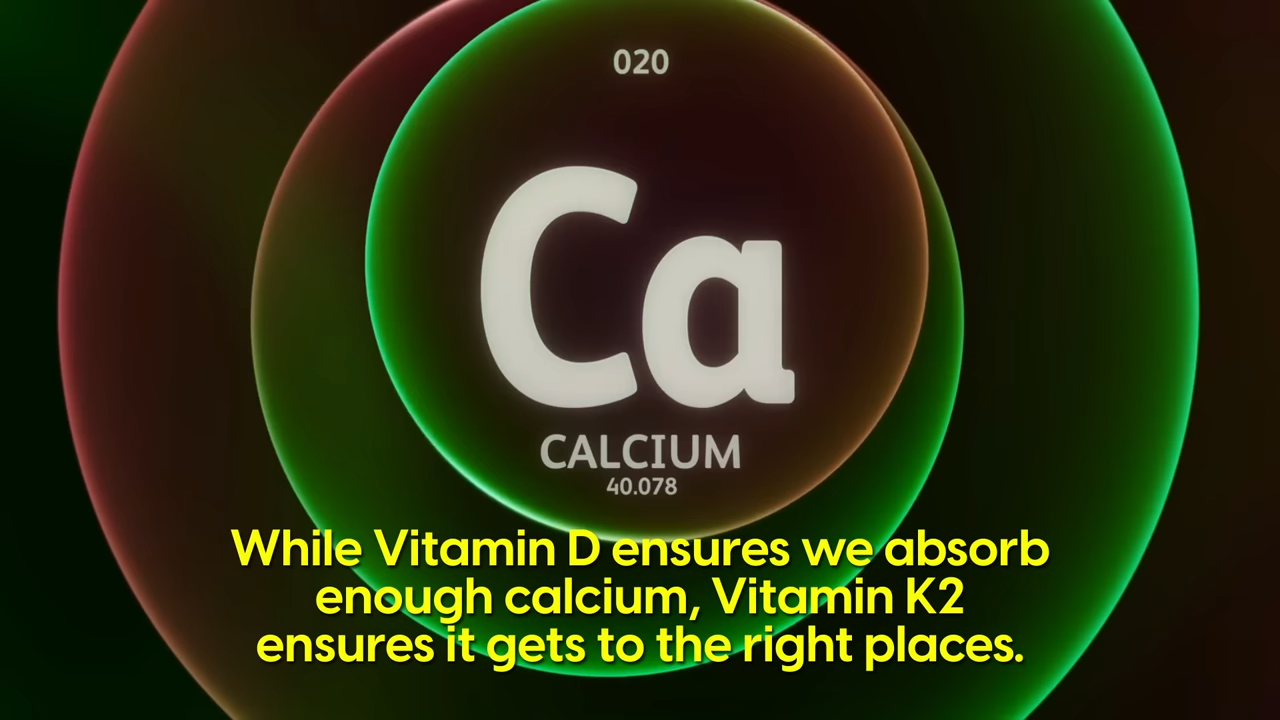 020
Ca
CALCIUM
40.078
While Vitamin D ensures we absorb
enough calcium, Vitamin K2
ensures it gets to the right places.